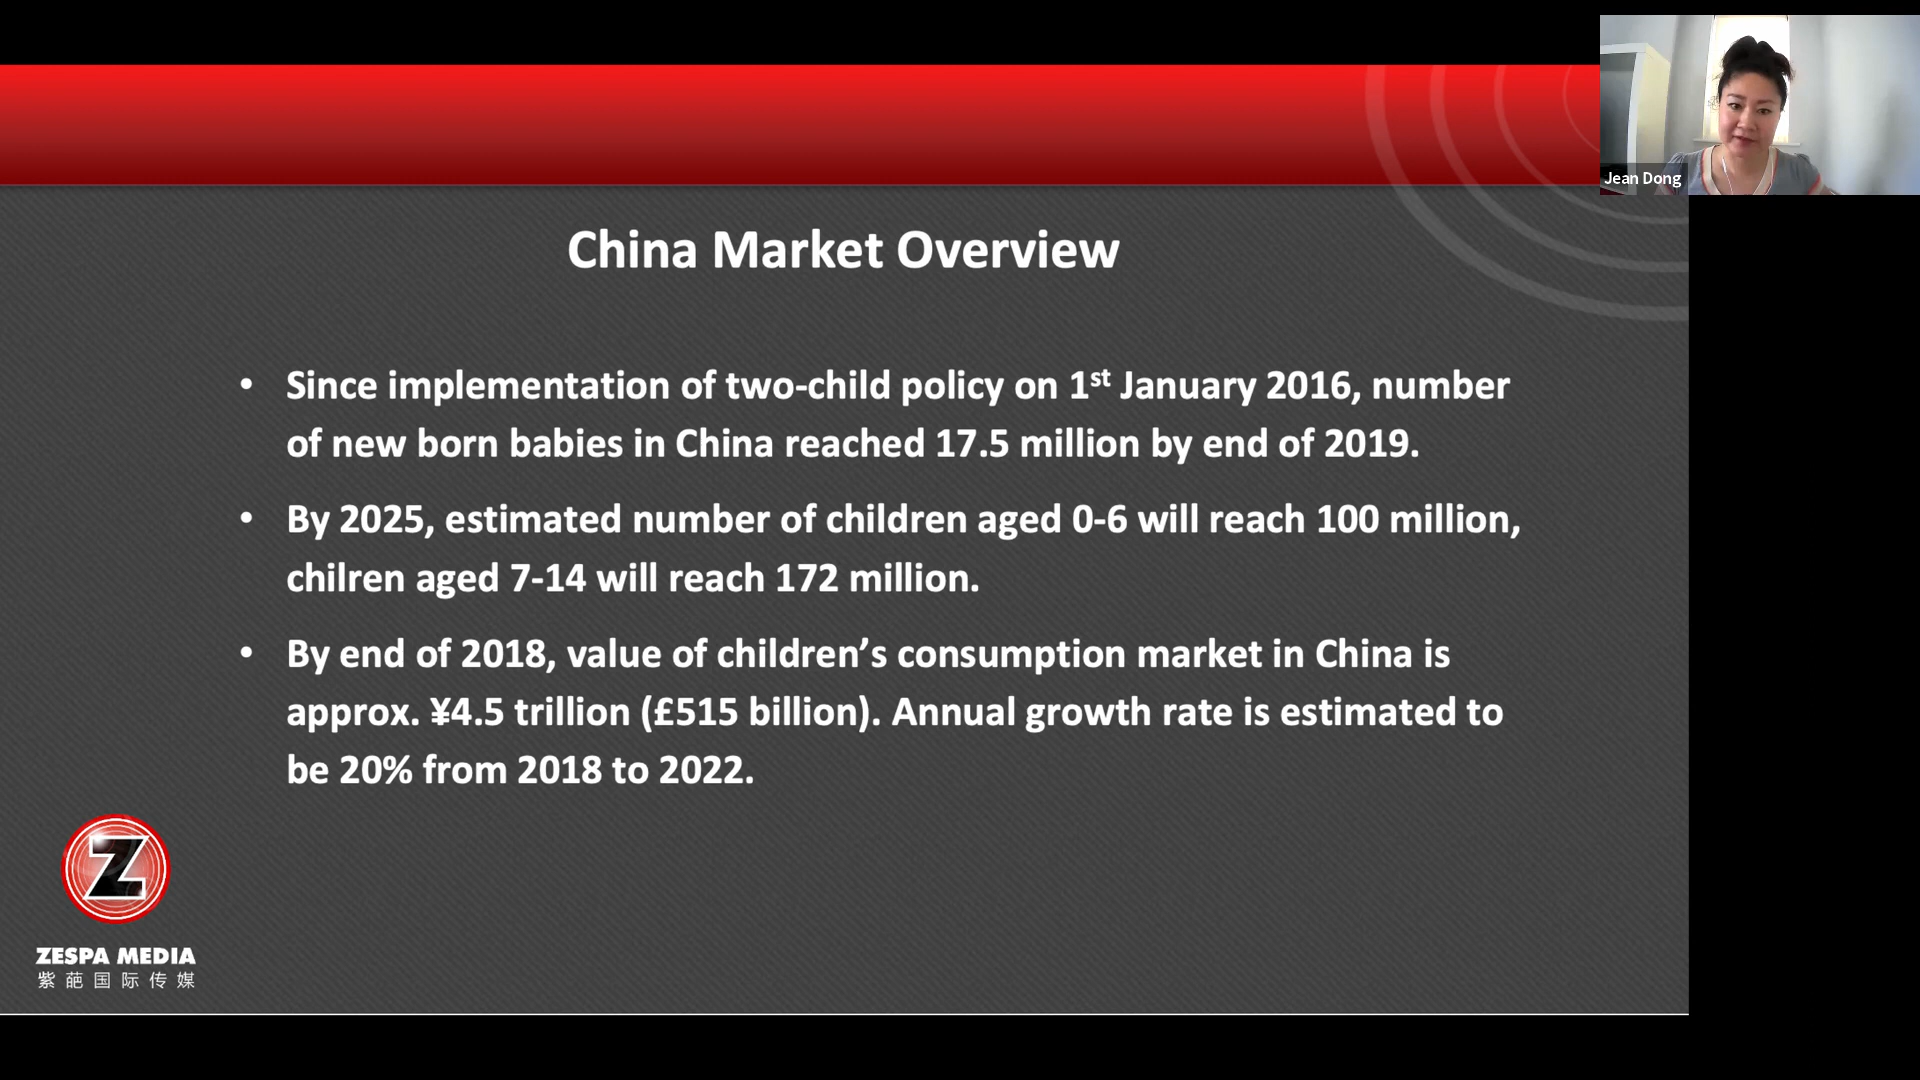 Jean Dong
China Market Overview
• Since implementation of two-child policy on 1st January 2016, number
of new born babies in China reached 17.5 million by end of 2019.
• By 2025, estimated number of children aged 0-6 will reach 100 million,
chilren aged 7-14 will reach 172 million.
• By end of 2018, value of children’s consumption market in China is
approx. ¥4.5 trillion (£515 billion). Annual growth rate is estimated to
be 20% from 2018 to 2022.
Z
ZESPA MEDIA
紫葩国际传媒